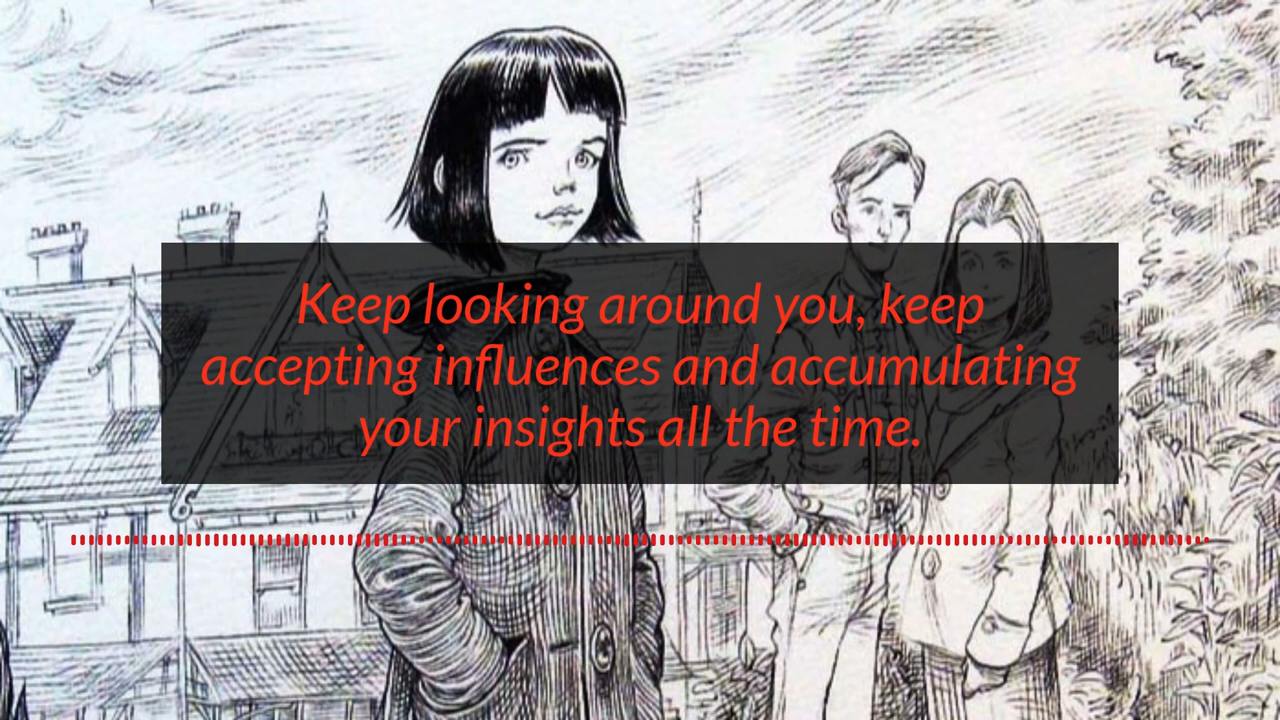 Keep looking around you, keep
accepting influences and accumulating
your insights all the time.